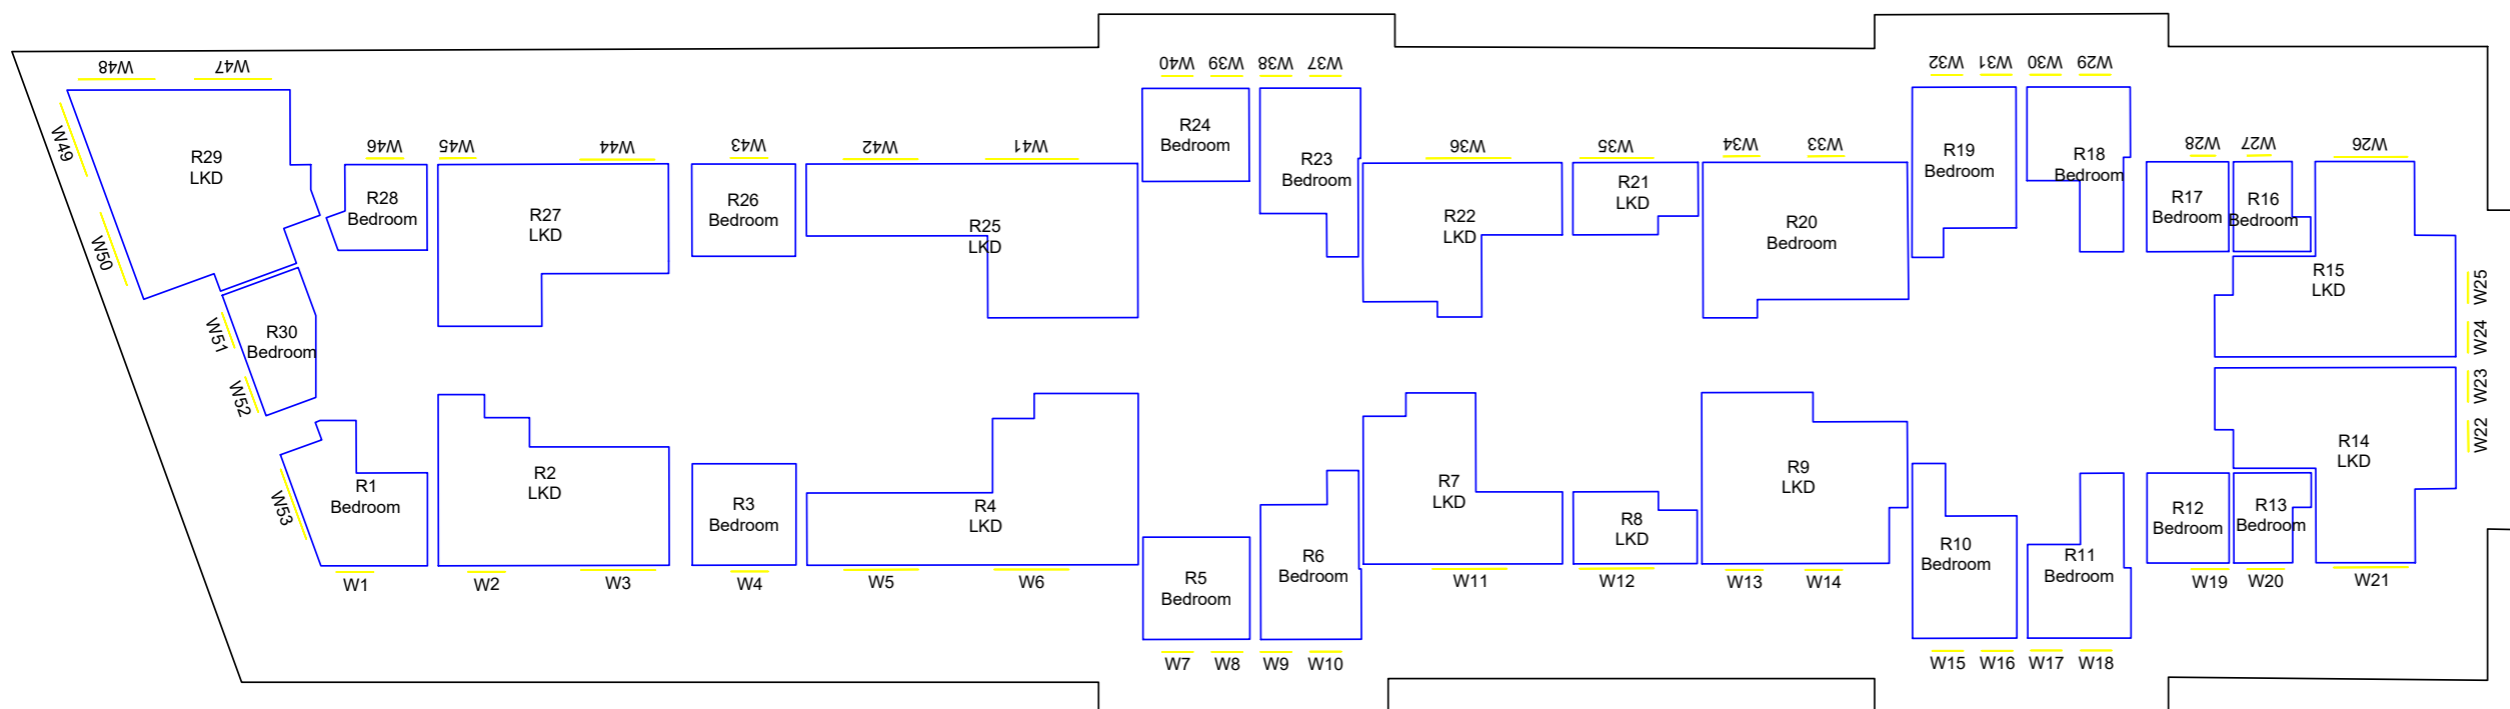 W48
W47
W40
W39
W38
W37
W32
W31
W30
W29
W49
W46
W45
W44
W43
W42
W41
W36
W35
W34
W33
W28
W27
W26
R29
LKD
R28
Bedroom
R27
LKD
R26
Bedroom
R25
LKD
R24
Bedroom
R23
Bedroom
R22
LKD
R21
LKD
R20
Bedroom
R19
Bedroom
R18
Bedroom
R17
Bedroom
R16
Bedroom
R15
LKD
W50
W25
W24
W51
R30
Bedroom
W52
W23
W22
W53
R1
Bedroom
R2
LKD
R3
Bedroom
R4
LKD
R5
Bedroom
R6
Bedroom
R7
LKD
R8
LKD
R9
LKD
R10
Bedroom
R11
Bedroom
R12
Bedroom
R13
Bedroom
R14
LKD
W1
W2
W3
W4
W5
W6
W11
W12
W13
W14
W19
W20
W21
W7
W8
W9
W10
W15
W16
W17
W18